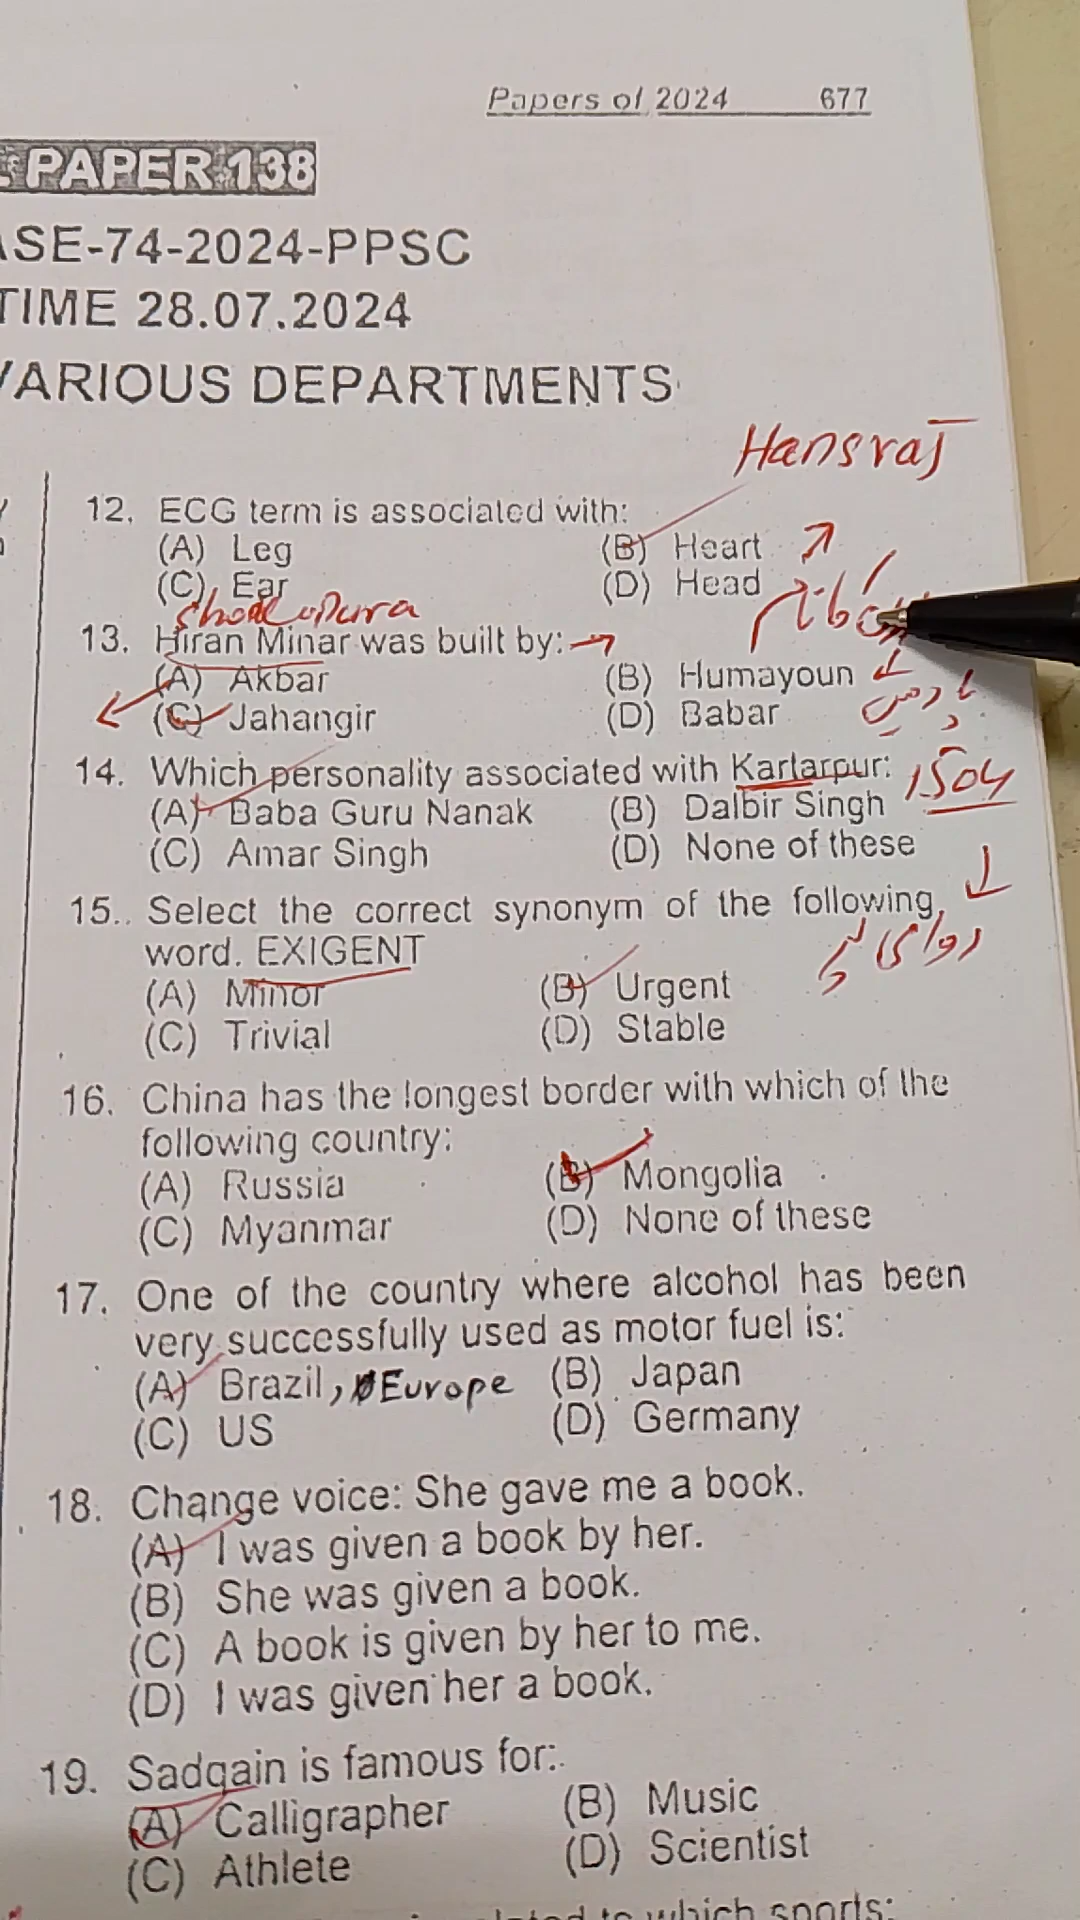 Papers of 2024 677
PAPER 138
ASE-74-2024-PPSC
TIME 28.07.2024
VARIOUS DEPARTMENTS
Hansraj
12. ECG term is associated with:
(A) Leg (B) Heart
(C) Ear (D) Head
13. Hiran Minar was built by:
(A) Akbar (B) Humayoun
(C) Jahangir (D) Babar
14. Which personality associated with Kartarpur: 1504
(A) Baba Guru Nanak (B) Dalbir Singh
(C) Amar Singh (D) None of these
15.. Select the correct synonym of the following
word. EXIGENT
(A) Minor (B) Urgent
(C) Trivial (D) Stable
16. China has the longest border with which of the
following country:
(A) Russia (B) Mongolia
(C) Myanmar (D) None of these
17. One of the country where alcohol has been
very successfully used as motor fuel is:
(A) Brazil, Europe (B) Japan
(C) US (D) Germany
18. Change voice: She gave me a book.
(A) I was given a book by her.
(B) She was given a book.
(C) A book is given by her to me.
(D) I was given her a book.
19. Sadqain is famous for:
(A) Calligrapher (B) Music
(C) Athlete (D) Scientist
to which sports: